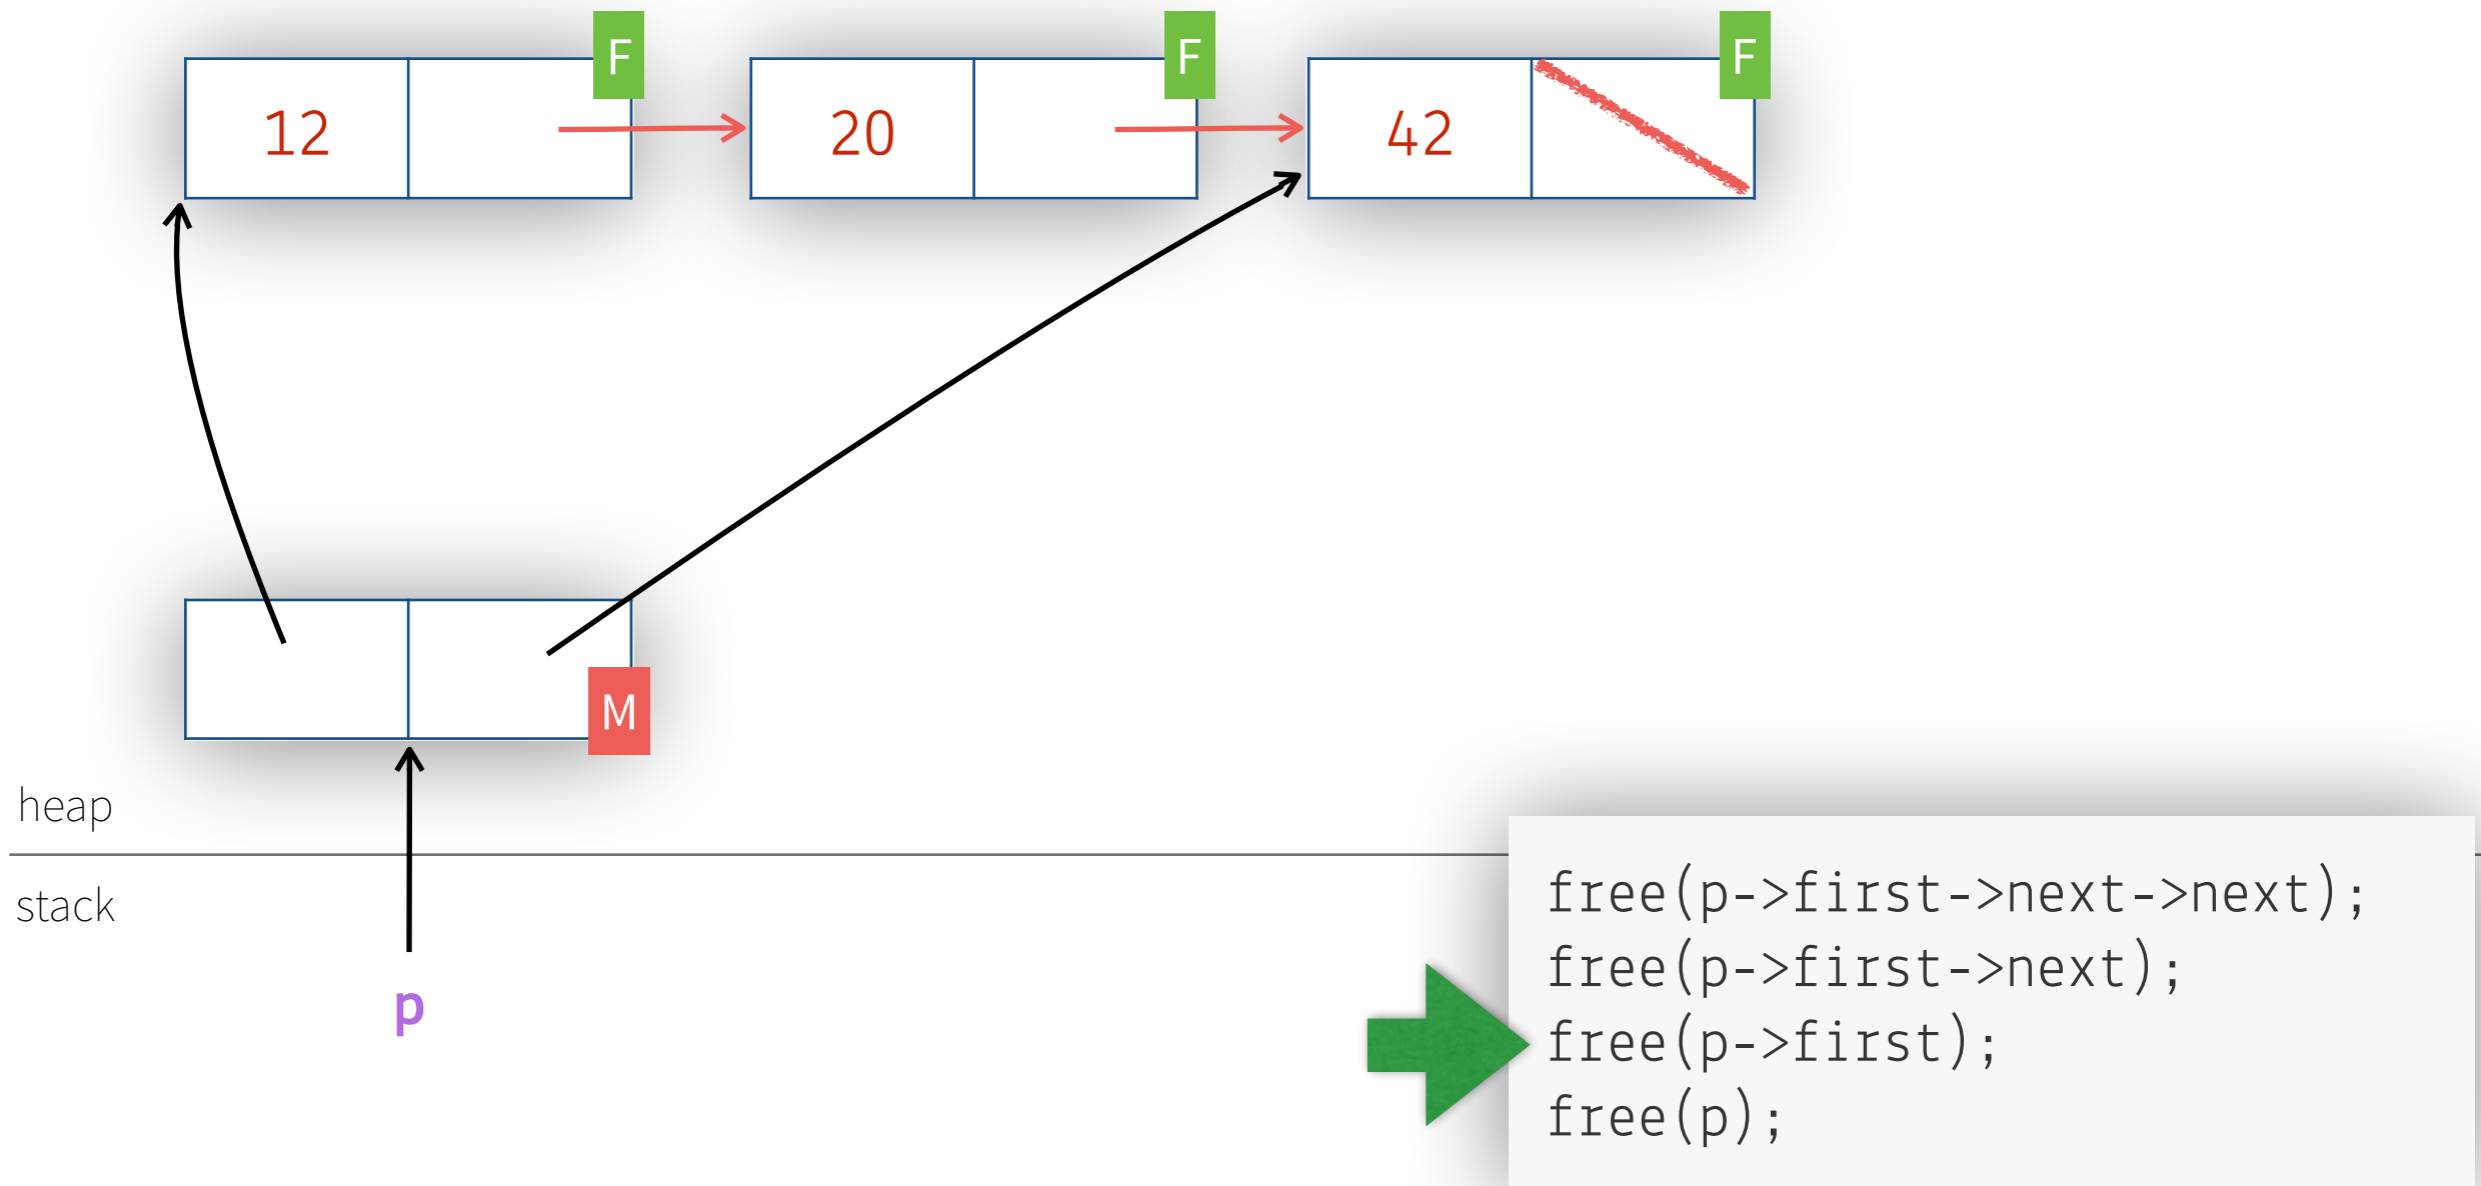 F F F
12 20 42
M
heap
stack
p
free(p->first->next->next);
free(p->first->next);
free(p->first);
free(p);